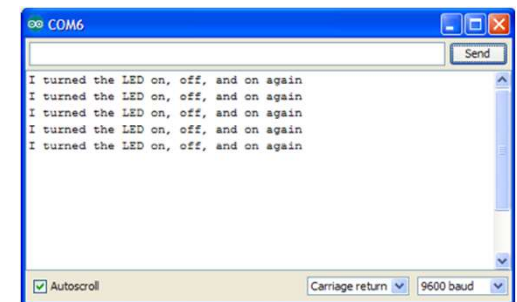 COM6
Send
I turned the LED on, off, and on again
I turned the LED on, off, and on again
I turned the LED on, off, and on again
I turned the LED on, off, and on again
I turned the LED on, off, and on again
Autoscroll Carriage return 9600 baud